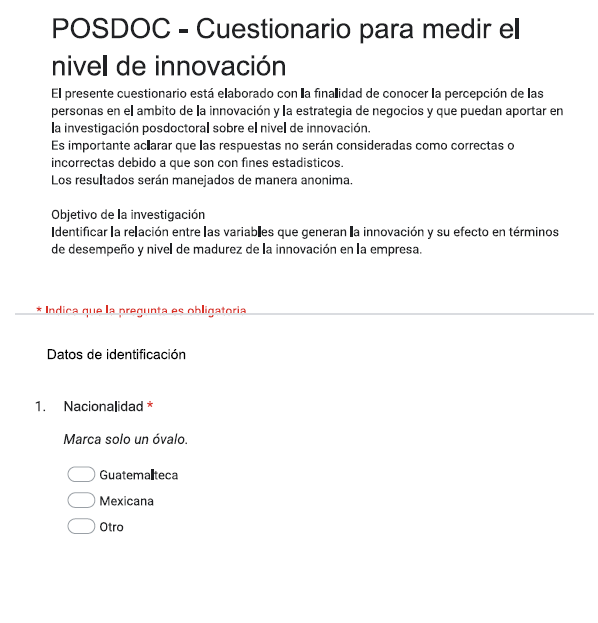 POSDOC - Cuestionario para medir el
nivel de innovación
El presente cuestionario está elaborado con la finalidad de conocer la percepción de las
personas en el ambito de la innovación y la estrategia de negocios y que puedan aportar en
la investigación posdoctoral sobre el nivel de innovación.
Es importante aclarar que las respuestas no serán consideradas como correctas o
incorrectas debido a que son con fines estadisticos.
Los resultados serán manejados de manera anonima.
Objetivo de la investigación
Identificar la relación entre las variables que generan la innovación y su efecto en términos
de desempeño y nivel de madurez de la innovación en la empresa.
* Indica que la pregunta es obligatoria
Datos de identificación
1. Nacionalidad *
Marca solo un óvalo.
Guatemalteca
Mexicana
Otro